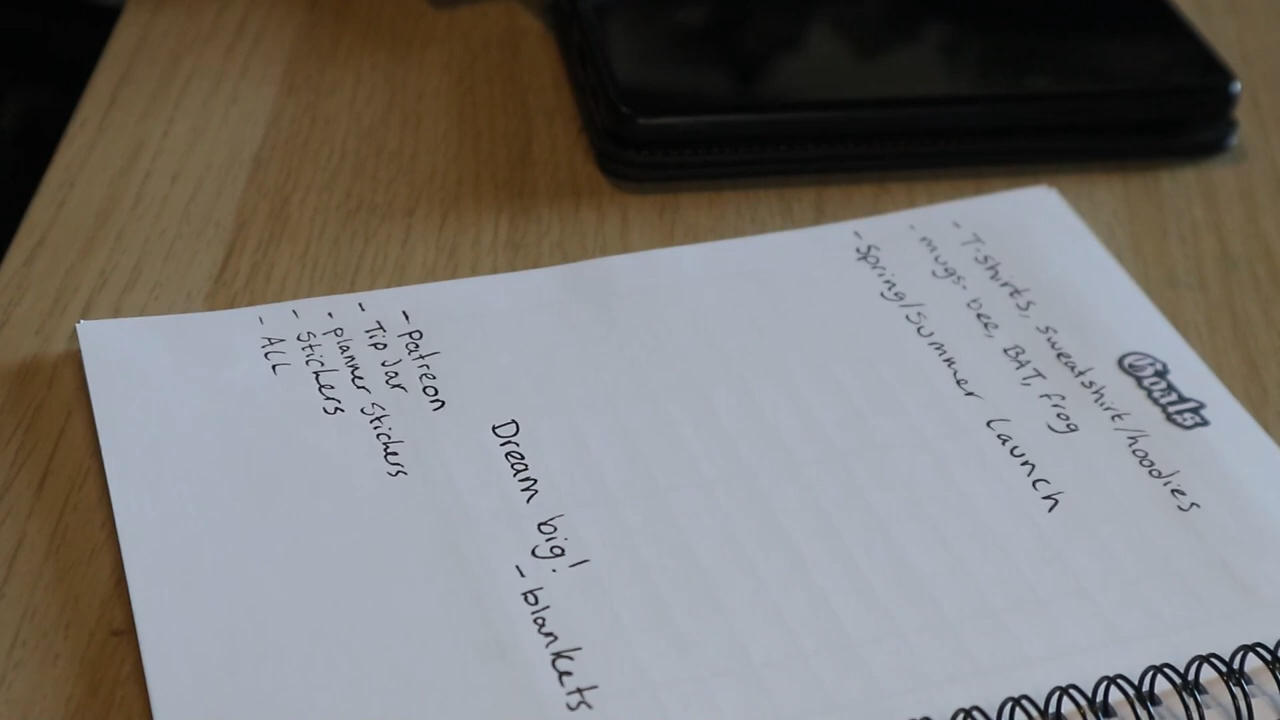 Goals
- T-shirts, sweatshirt/hoodies
- mugs- bee, BAT, frog
- Spring/Summer Launch
Dream big!
- blankets
- Patreon
- Tip Jar
- planner Stickers
- Stickers
- ALL